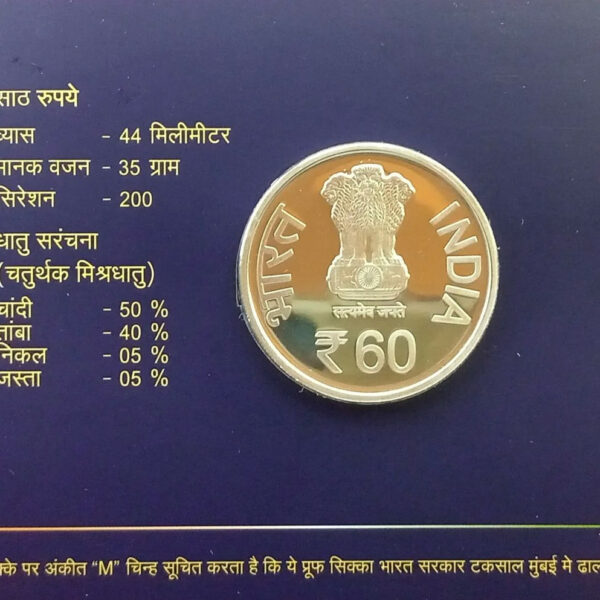 साठ रुपये
व्यास - 44 मिलीमीटर
मानक वजन - 35 ग्राम
सिरेशन - 200
धातु सरंचना
(चतुर्थक मिश्रधातु)
चांदी - 50 %
तांबा - 40 %
निकल - 05 %
जस्ता - 05 %
भारत
INDIA
सत्यमेव जयते
₹ 60
पर अंकीत “M” चिन्ह सूचित करता है कि ये प्रूफ सिक्का भारत सरकार टकसाल मुंबई मे